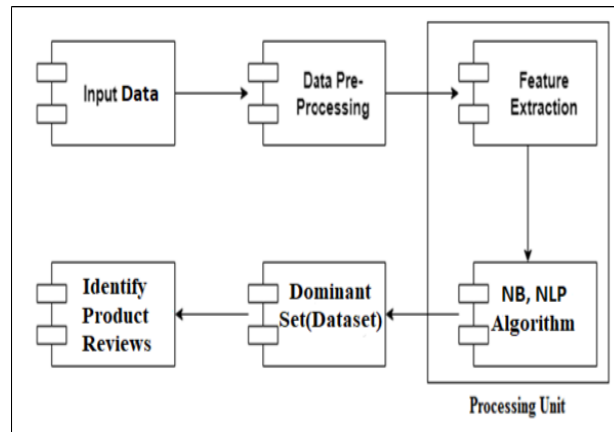 Input Data
Data Pre-
Processing
Feature
Extraction
NB, NLP
Algorithm
Dominant
Set(Dataset)
Identify
Product
Reviews
Processing Unit